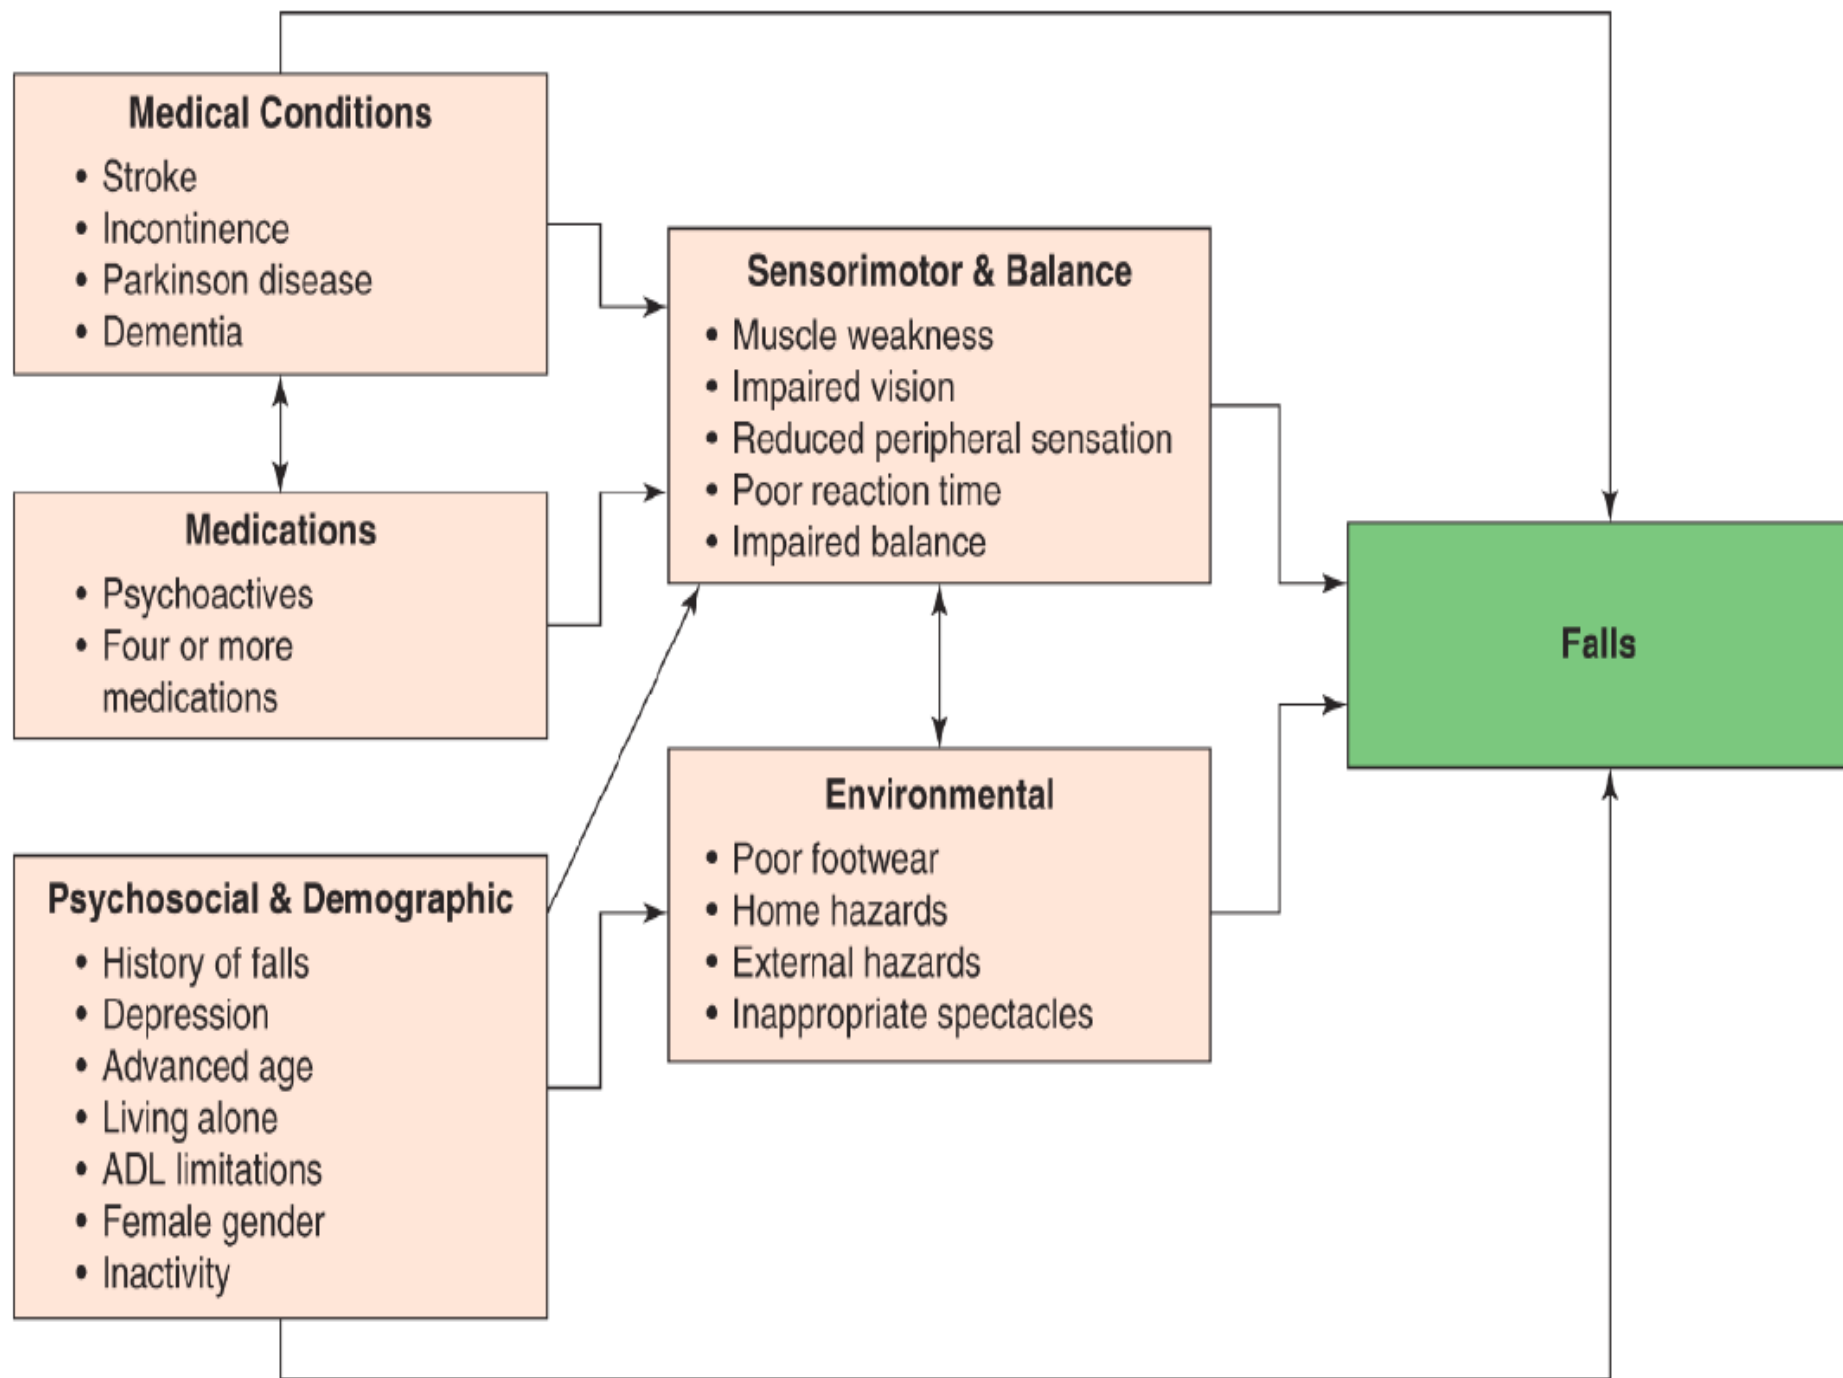 Medical Conditions
• Stroke
• Incontinence
• Parkinson disease
• Dementia
Medications
• Psychoactives
• Four or more
medications
Psychosocial & Demographic
• History of falls
• Depression
• Advanced age
• Living alone
• ADL limitations
• Female gender
• Inactivity
Sensorimotor & Balance
• Muscle weakness
• Impaired vision
• Reduced peripheral sensation
• Poor reaction time
• Impaired balance
Environmental
• Poor footwear
• Home hazards
• External hazards
• Inappropriate spectacles
Falls